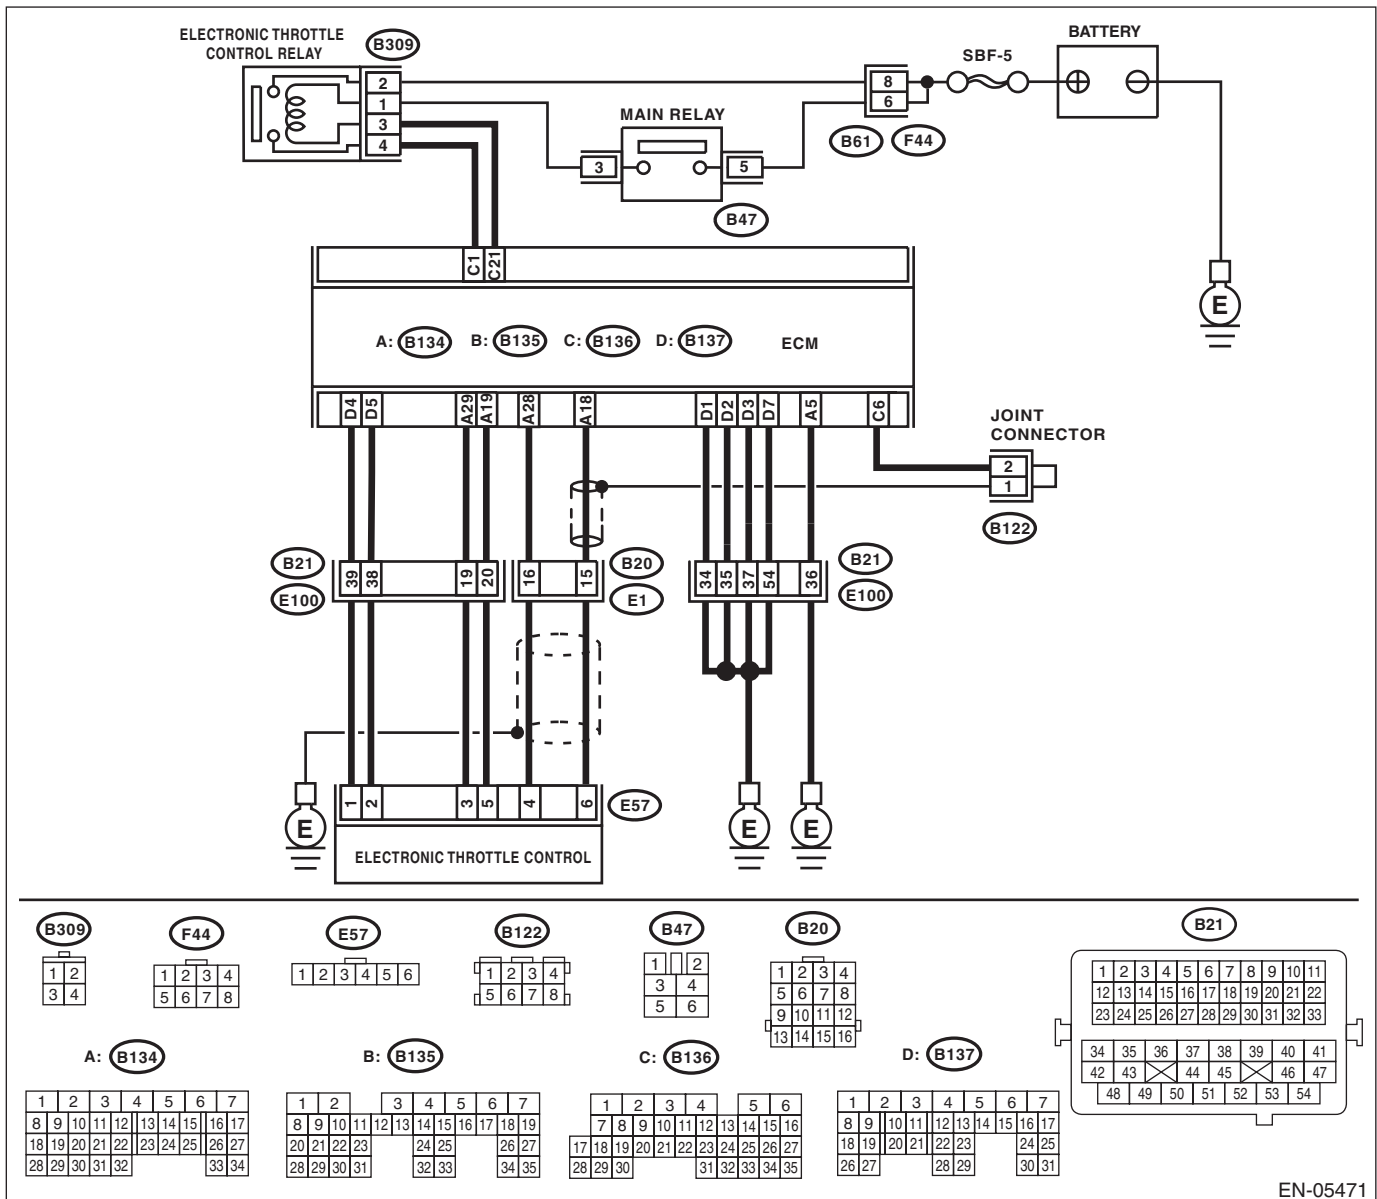 ELECTRONIC THROTTLE
CONTROL RELAY
B309
2
1
3
4
MAIN RELAY
3
5
B47
8
6
B61
F44
SBF-5
BATTERY
E
C1
C21
A: B134 B: B135 C: B136 D: B137 ECM
D4 D5 A29 A19 A28 A18 D1 D2 D3 D7 A5 C6
JOINT
CONNECTOR
2
1
B122
B21
E100
39 38 19 20 16 15
B20
E1
34 35 37 54 36
B21
E100
1 2 3 5 4 6
E57
E
E
E
ELECTRONIC THROTTLE CONTROL
B309
1 2
3 4
F44
1 2 3 4
5 6 7 8
E57
1 2 3 4 5 6
B122
1 2 3 4
5 6 7 8
B47
1 2
3 4
5 6
B20
1 2 3 4
5 6 7 8
9 10 11 12
13 14 15 16
B21
1 2 3 4 5 6 7 8 9 10 11
12 13 14 15 16 17 18 19 20 21 22
23 24 25 26 27 28 29 30 31 32 33
34 35 36 37 38 39 40 41
42 43 44 45 46 47
48 49 50 51 52 53 54
A: B134
1 2 3 4 5 6 7
8 9 10 11 12 13 14 15 16 17
18 19 20 21 22 23 24 25 26 27
28 29 30 31 32 33 34
B: B135
1 2 3 4 5 6 7
8 9 10 11 12 13 14 15 16 17 18 19
20 21 22 23 24 25 26 27
28 29 30 31 32 33 34 35
C: B136
1 2 3 4 5 6
7 8 9 10 11 12 13 14 15 16
17 18 19 20 21 22 23 24 25 26 27
28 29 30 31 32 33 34 35
D: B137
1 2 3 4 5 6 7
8 9 10 11 12 13 14 15 16 17
18 19 20 21 22 23 24 25
26 27 28 29 30 31
EN-05471